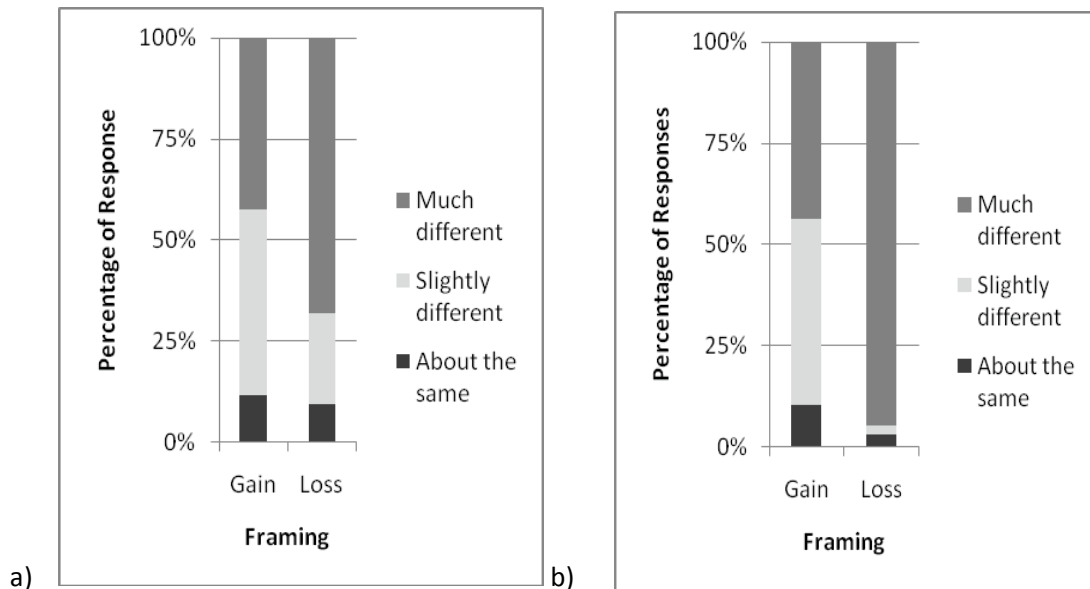 100%
75%
50%
25%
0%
Percentage of Response
Gain Loss
Framing
Much
different
Slightly
different
About the
same
a)
100%
75%
50%
25%
0%
Percentage of Responses
Gain Loss
Framing
Much
different
Slightly
different
About the
same
b)